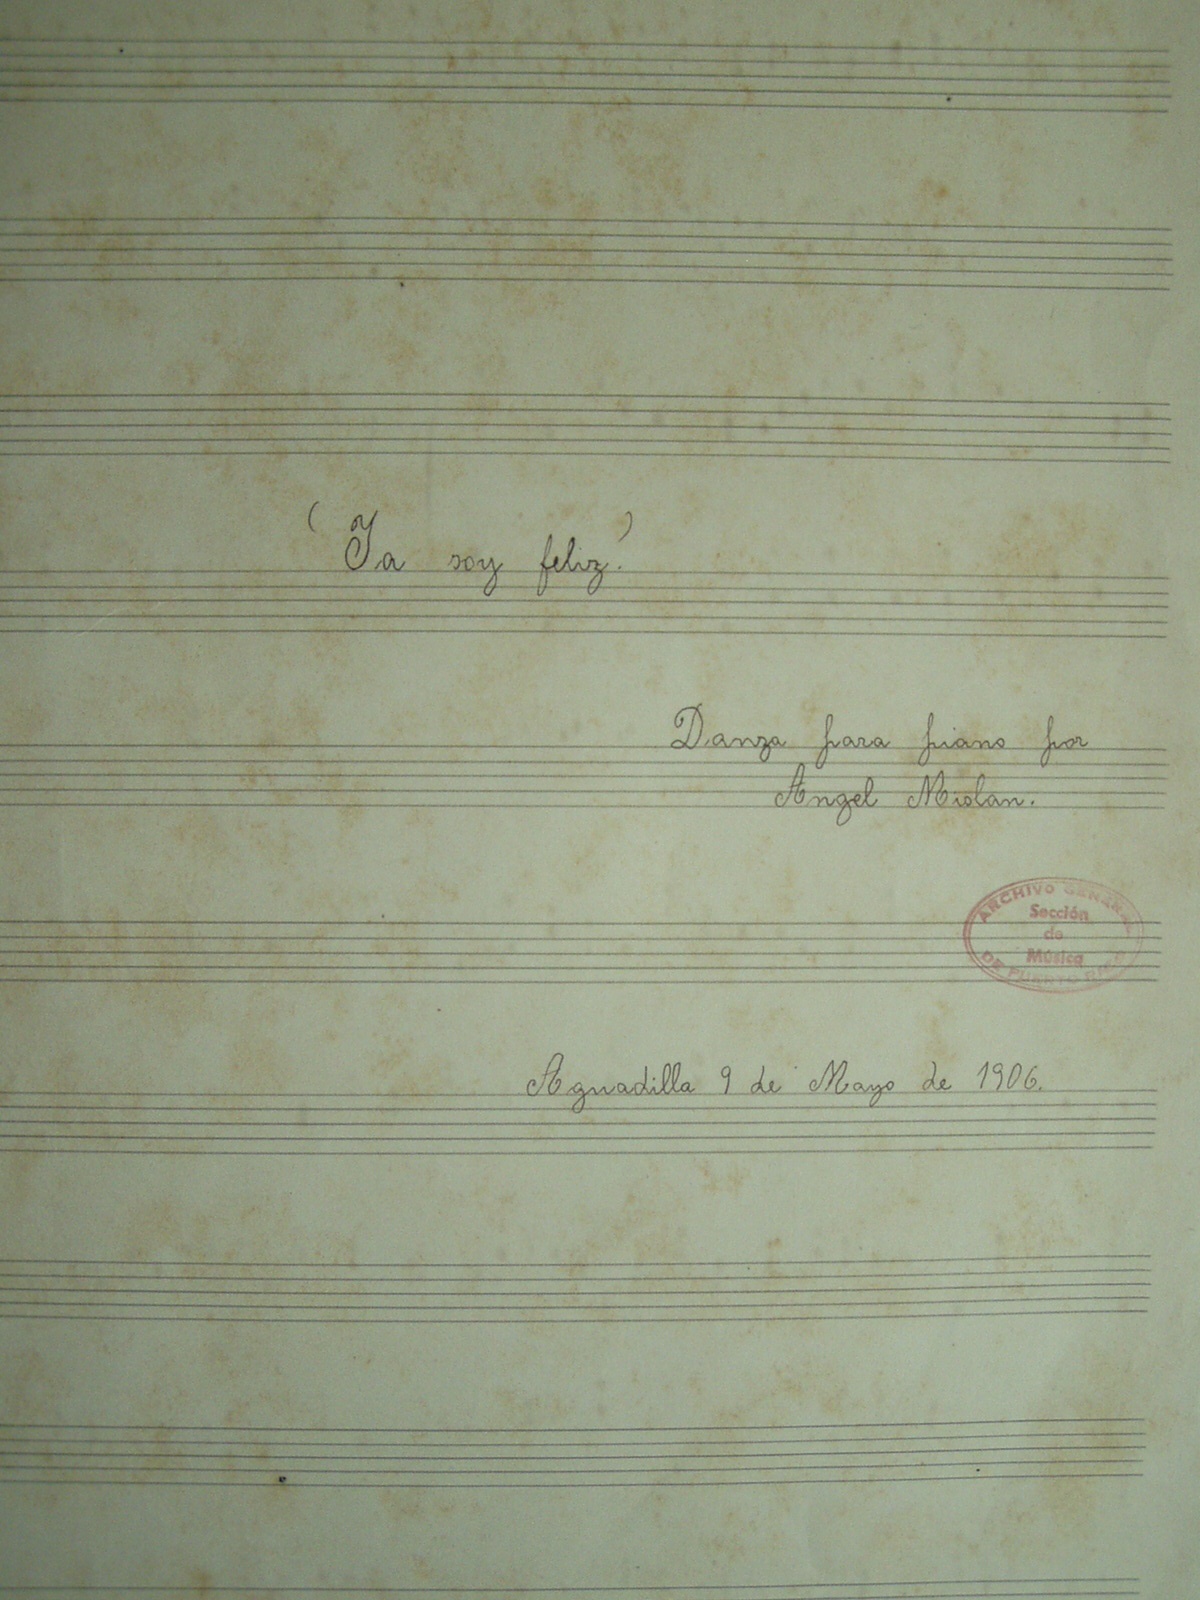 (Ya soy feliz.)
Danza para piano por
Angel Mislan.
ARCHIVO GENERAL
Sección
de
Música
DE PUERTO RICO
Aguadilla 9 de Mayo de 1906.